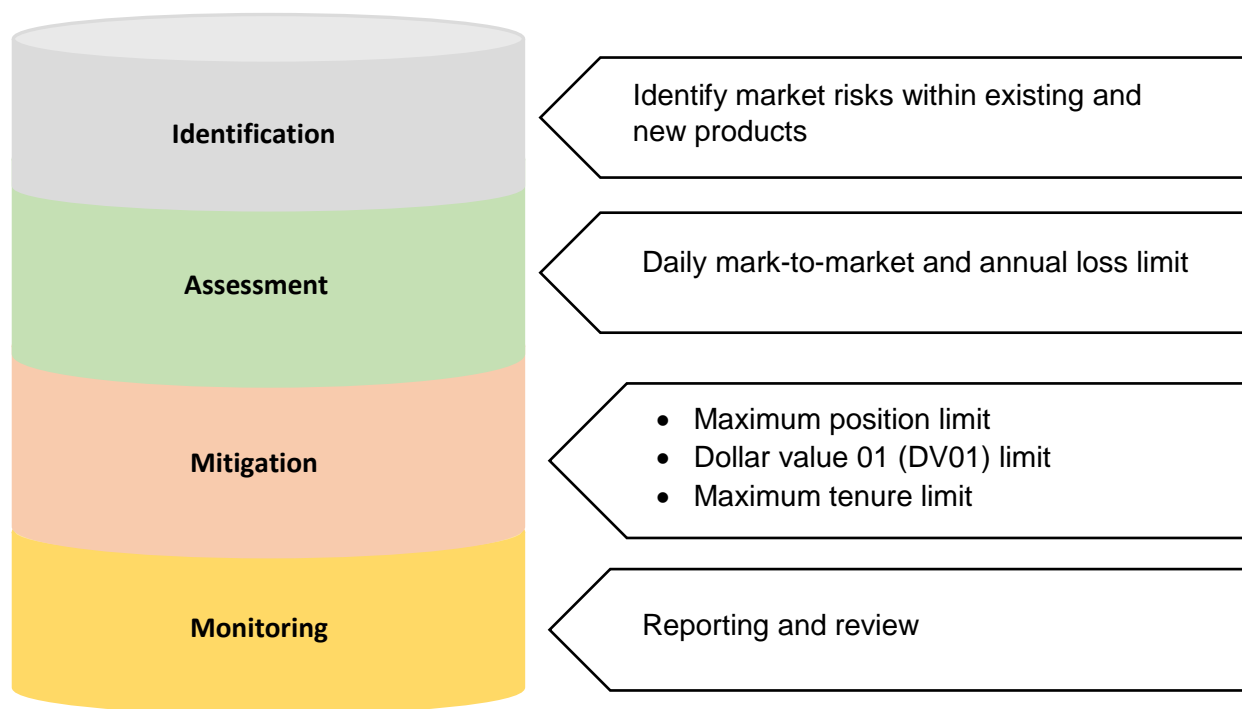 Identification
Identify market risks within existing and
new products
Assessment
Daily mark-to-market and annual loss limit
Mitigation
• Maximum position limit
• Dollar value 01 (DV01) limit
• Maximum tenure limit
Monitoring
Reporting and review